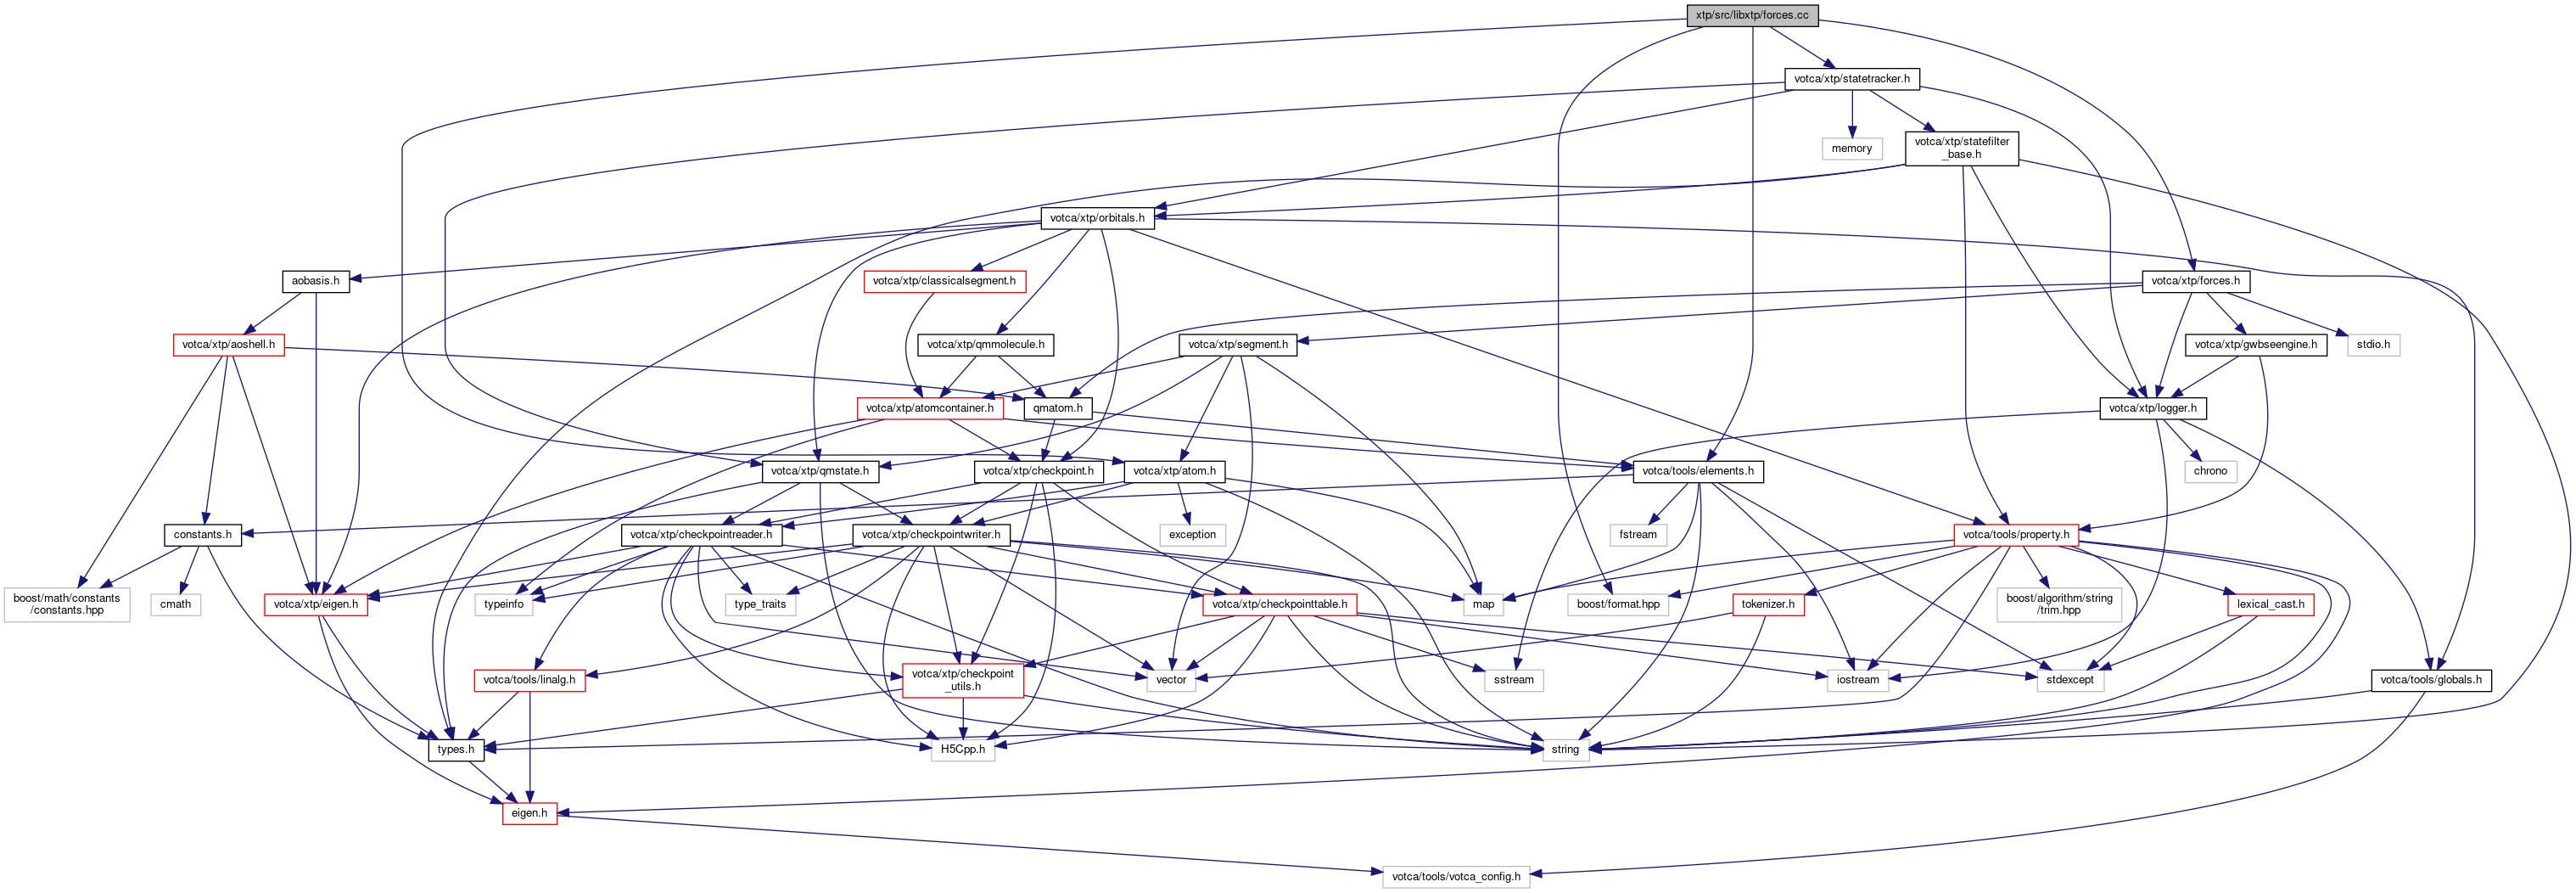 xtp/src/libxtp/forces.cc
votca/xtp/statetracker.h
memory
votca/xtp/statefilter
_base.h
votca/xtp/orbitals.h
aobasis.h
votca/xtp/classicalsegment.h
votca/xtp/forces.h
votca/xtp/aoshell.h
votca/xtp/qmmolecule.h
votca/xtp/segment.h
votca/xtp/gwbseengine.h
stdio.h
votca/xtp/atomcontainer.h
qmatom.h
votca/xtp/logger.h
votca/xtp/qmstate.h
votca/xtp/checkpoint.h
votca/xtp/atom.h
votca/tools/elements.h
chrono
constants.h
votca/xtp/checkpointreader.h
votca/xtp/checkpointwriter.h
exception
fstream
votca/tools/property.h
boost/math/constants
/constants.hpp
cmath
votca/xtp/eigen.h
typeinfo
type_traits
votca/xtp/checkpointtable.h
map
boost/format.hpp
tokenizer.h
boost/algorithm/string
/trim.hpp
lexical_cast.h
votca/tools/linalg.h
votca/xtp/checkpoint
_utils.h
vector
sstream
iostream
stdexcept
votca/tools/globals.h
types.h
H5Cpp.h
string
eigen.h
votca/tools/votca_config.h